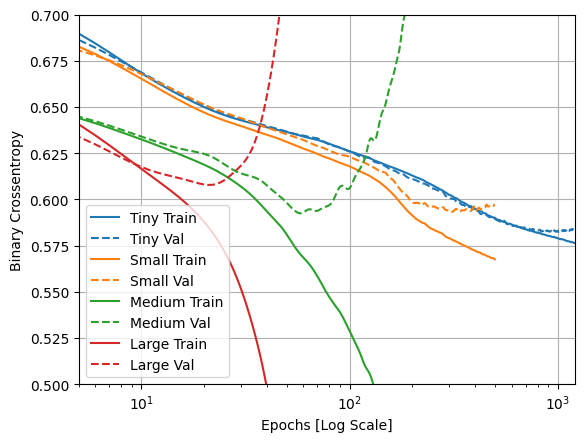 0.700
0.675
0.650
0.625
0.600
0.575
0.550
0.525
0.500
Binary Crossentropy
Tiny Train
Tiny Val
Small Train
Small Val
Medium Train
Medium Val
Large Train
Large Val
10¹
10²
10³
Epochs [Log Scale]